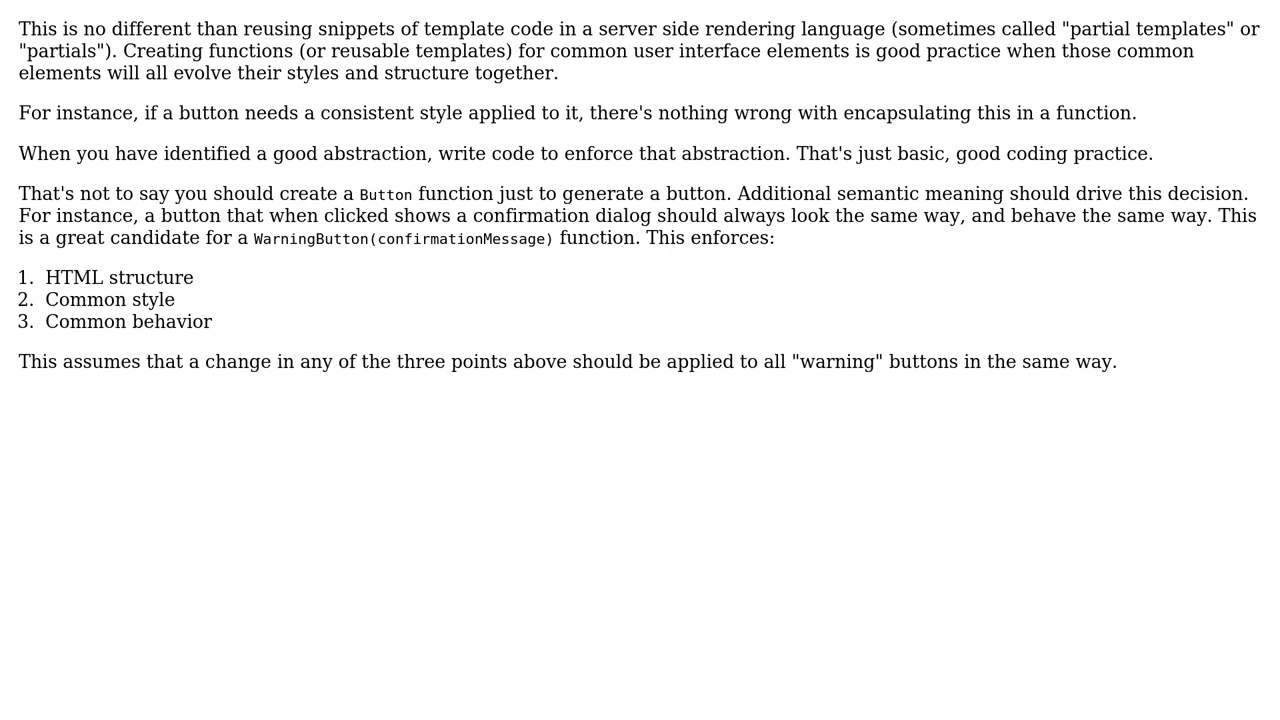 This is no different than reusing snippets of template code in a server side rendering language (sometimes called "partial templates" or
"partials"). Creating functions (or reusable templates) for common user interface elements is good practice when those common
elements will all evolve their styles and structure together.
For instance, if a button needs a consistent style applied to it, there's nothing wrong with encapsulating this in a function.
When you have identified a good abstraction, write code to enforce that abstraction. That's just basic, good coding practice.
That's not to say you should create a Button function just to generate a button. Additional semantic meaning should drive this decision.
For instance, a button that when clicked shows a confirmation dialog should always look the same way, and behave the same way. This
is a great candidate for a WarningButton(confirmationMessage) function. This enforces:
1. HTML structure
2. Common style
3. Common behavior
This assumes that a change in any of the three points above should be applied to all "warning" buttons in the same way.